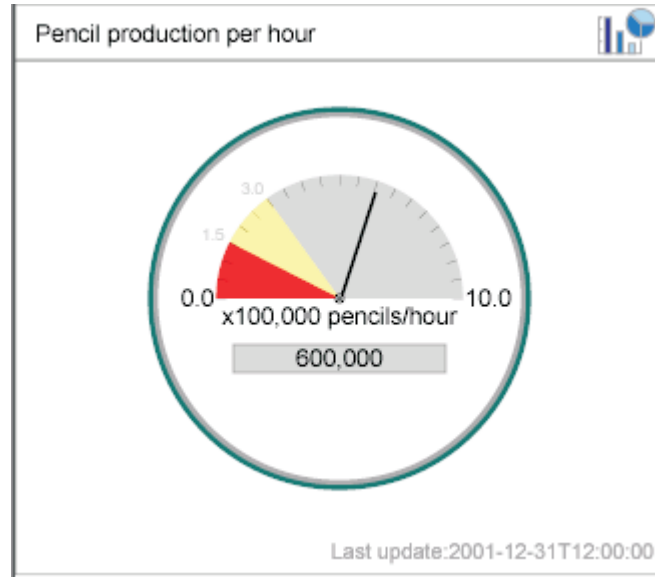 Pencil production per hour
3.0
1.5
0.0
10.0
x100,000 pencils/hour
600,000
Last update:2001-12-31T12:00:00